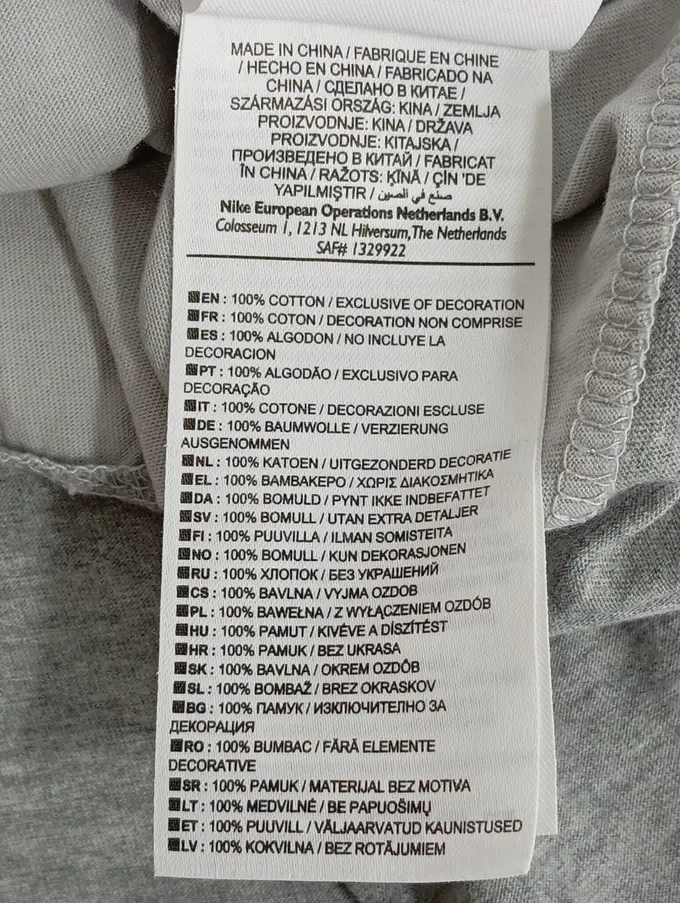 MADE IN CHINA / FABRIQUE EN CHINE
/ HECHO EN CHINA / FABRICADO NA
CHINA / СДЕЛАНО В КИТАЕ /
SZÁRMAZÁSI ORSZÁG: KINA / ZEMLJA
PROIZVODNJE: KINA / DRŽAVA
PROIZVODNJE: KITAJSKA /
ПРОИЗВЕДЕНО В КИТАЙ / FABRICAT
ÎN CHINA / RAŽOTS: ĶĪNĀ / ÇİN 'DE
YAPILMIŞTIR / صنع في الصين
Nike European Operations Netherlands B.V.
Colosseum 1, 1213 NL Hilversum, The Netherlands
SAF# 1329922
EN : 100% COTTON / EXCLUSIVE OF DECORATION
FR : 100% COTON / DECORATION NON COMPRISE
ES : 100% ALGODON / NO INCLUYE LA
DECORACION
PT : 100% ALGODÃO / EXCLUSIVO PARA
DECORAÇÃO
IT : 100% COTONE / DECORAZIONI ESCLUSE
DE : 100% BAUMWOLLE / VERZIERUNG
AUSGENOMMEN
NL : 100% KATOEN / UITGEZONDERD DECORATIE
EL : 100% ΒΑΜΒΑΚΕΡΟ / ΧΩΡΙΣ ΔΙΑΚΟΣΜΗΤΙΚΑ
DA : 100% BOMULD / PYNT IKKE INDBEFATTET
SV : 100% BOMULL / UTAN EXTRA DETALJER
FI : 100% PUUVILLA / ILMAN SOMISTEITA
NO : 100% BOMULL / KUN DEKORASJONEN
RU : 100% ХЛОПОК / БЕЗ УКРАШЕНИЙ
CS : 100% BAVLNA / VYJMA OZDOB
PL : 100% BAWEŁNA / Z WYŁĄCZENIEM OZDÓB
HU : 100% PAMUT / KIVÉVE A DÍSZÍTÉST
HR : 100% PAMUK / BEZ UKRASA
SK : 100% BAVLNA / OKREM OZDÔB
SL : 100% BOMBAŽ / BREZ OKRASKOV
BG : 100% ПАМУК / ИЗКЛЮЧИТЕЛНО ЗА
ДЕКОРАЦИЯ
RO : 100% BUMBAC / FĂRĂ ELEMENTE
DECORATIVE
SR : 100% PAMUK / MATERIJAL BEZ MOTIVA
LT : 100% MEDVILNĖ / BE PAPUOŠIMŲ
ET : 100% PUUVILL / VÄLJAARVATUD KAUNISTUSED
LV : 100% KOKVILNA / BEZ ROTĀJUMIEM